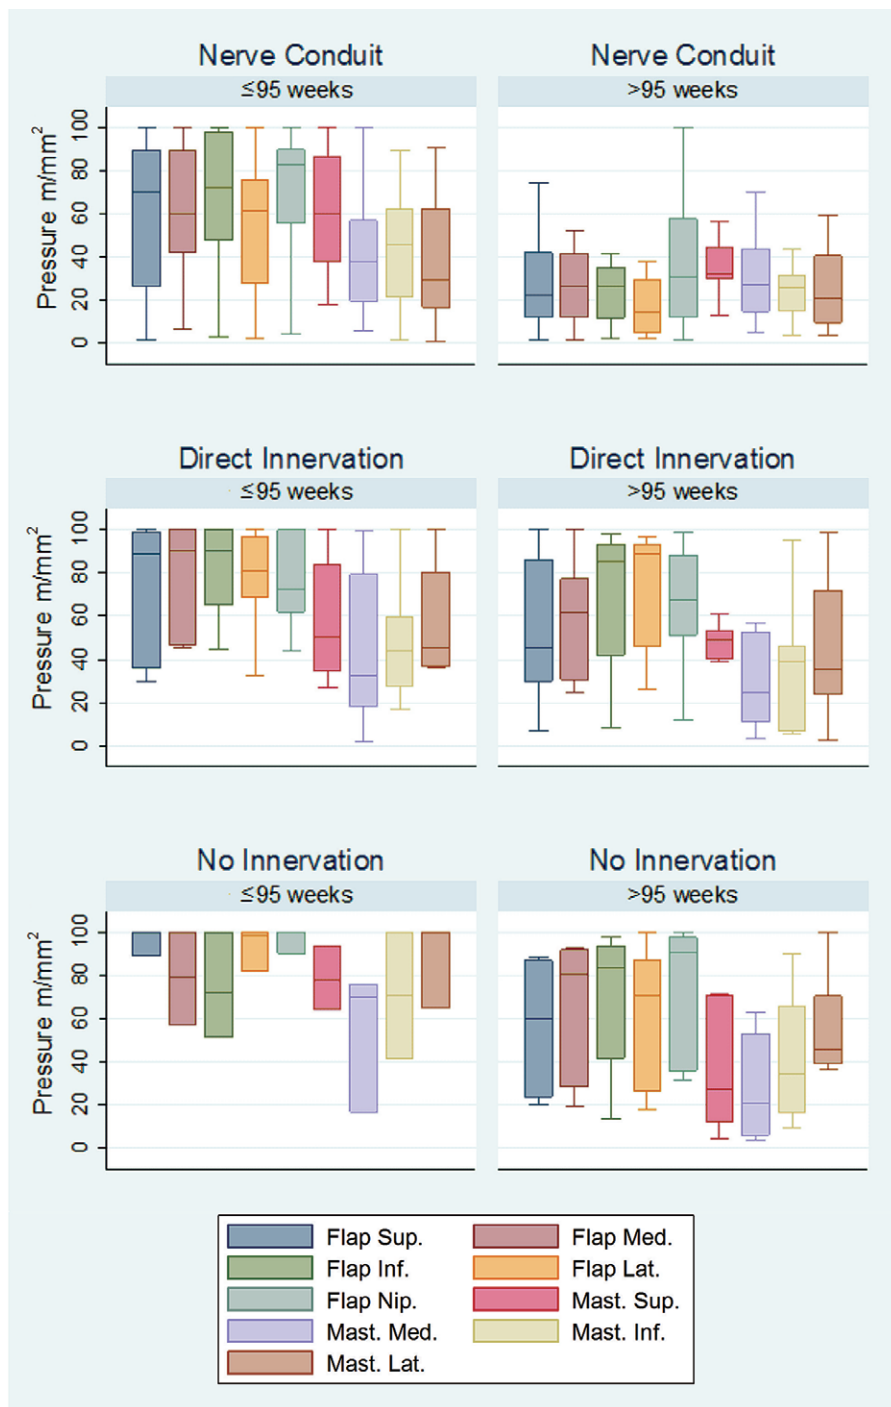 Nerve Conduit Nerve Conduit
≤95 weeks >95 weeks
Pressure m/mm²
100
80
60
40
20
0
Direct Innervation Direct Innervation
≤95 weeks >95 weeks
Pressure m/mm²
100
80
60
40
20
0
No Innervation No Innervation
≤95 weeks >95 weeks
Pressure m/mm²
100
80
60
40
20
0
Flap Sup. Flap Med.
Flap Inf. Flap Lat.
Flap Nip. Mast. Sup.
Mast. Med. Mast. Inf.
Mast. Lat.